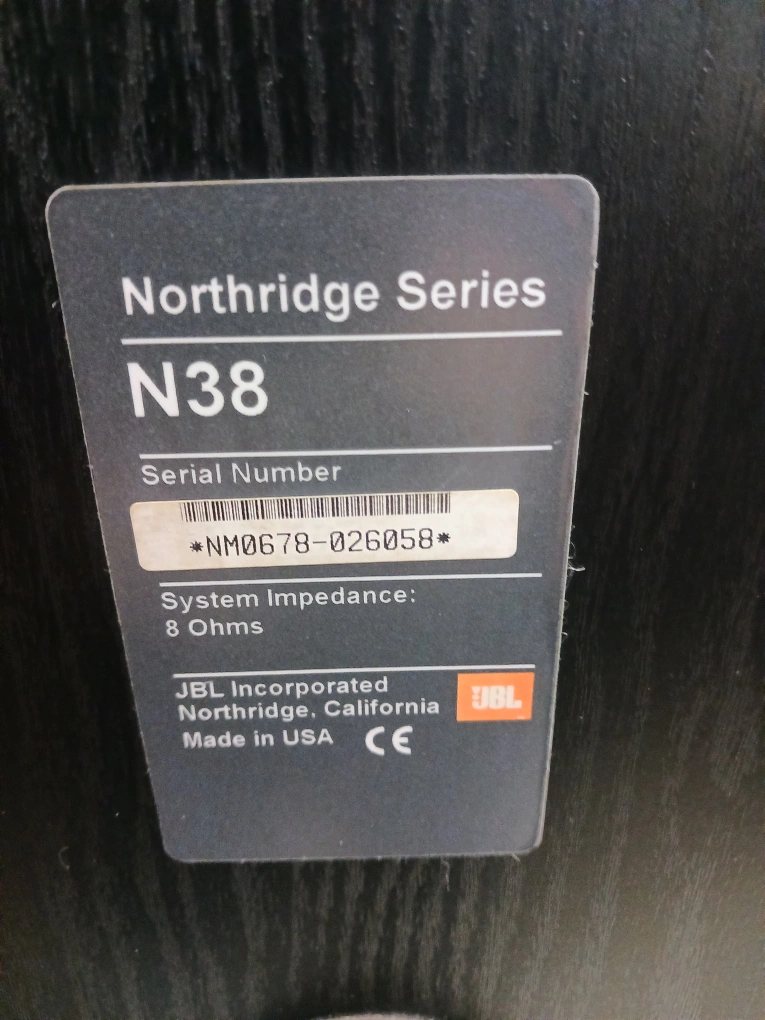 Northridge Series
N38
Serial Number
*NM0678-026058*
System Impedance:
8 Ohms
JBL Incorporated
Northridge, California
Made in USA CE
JBL